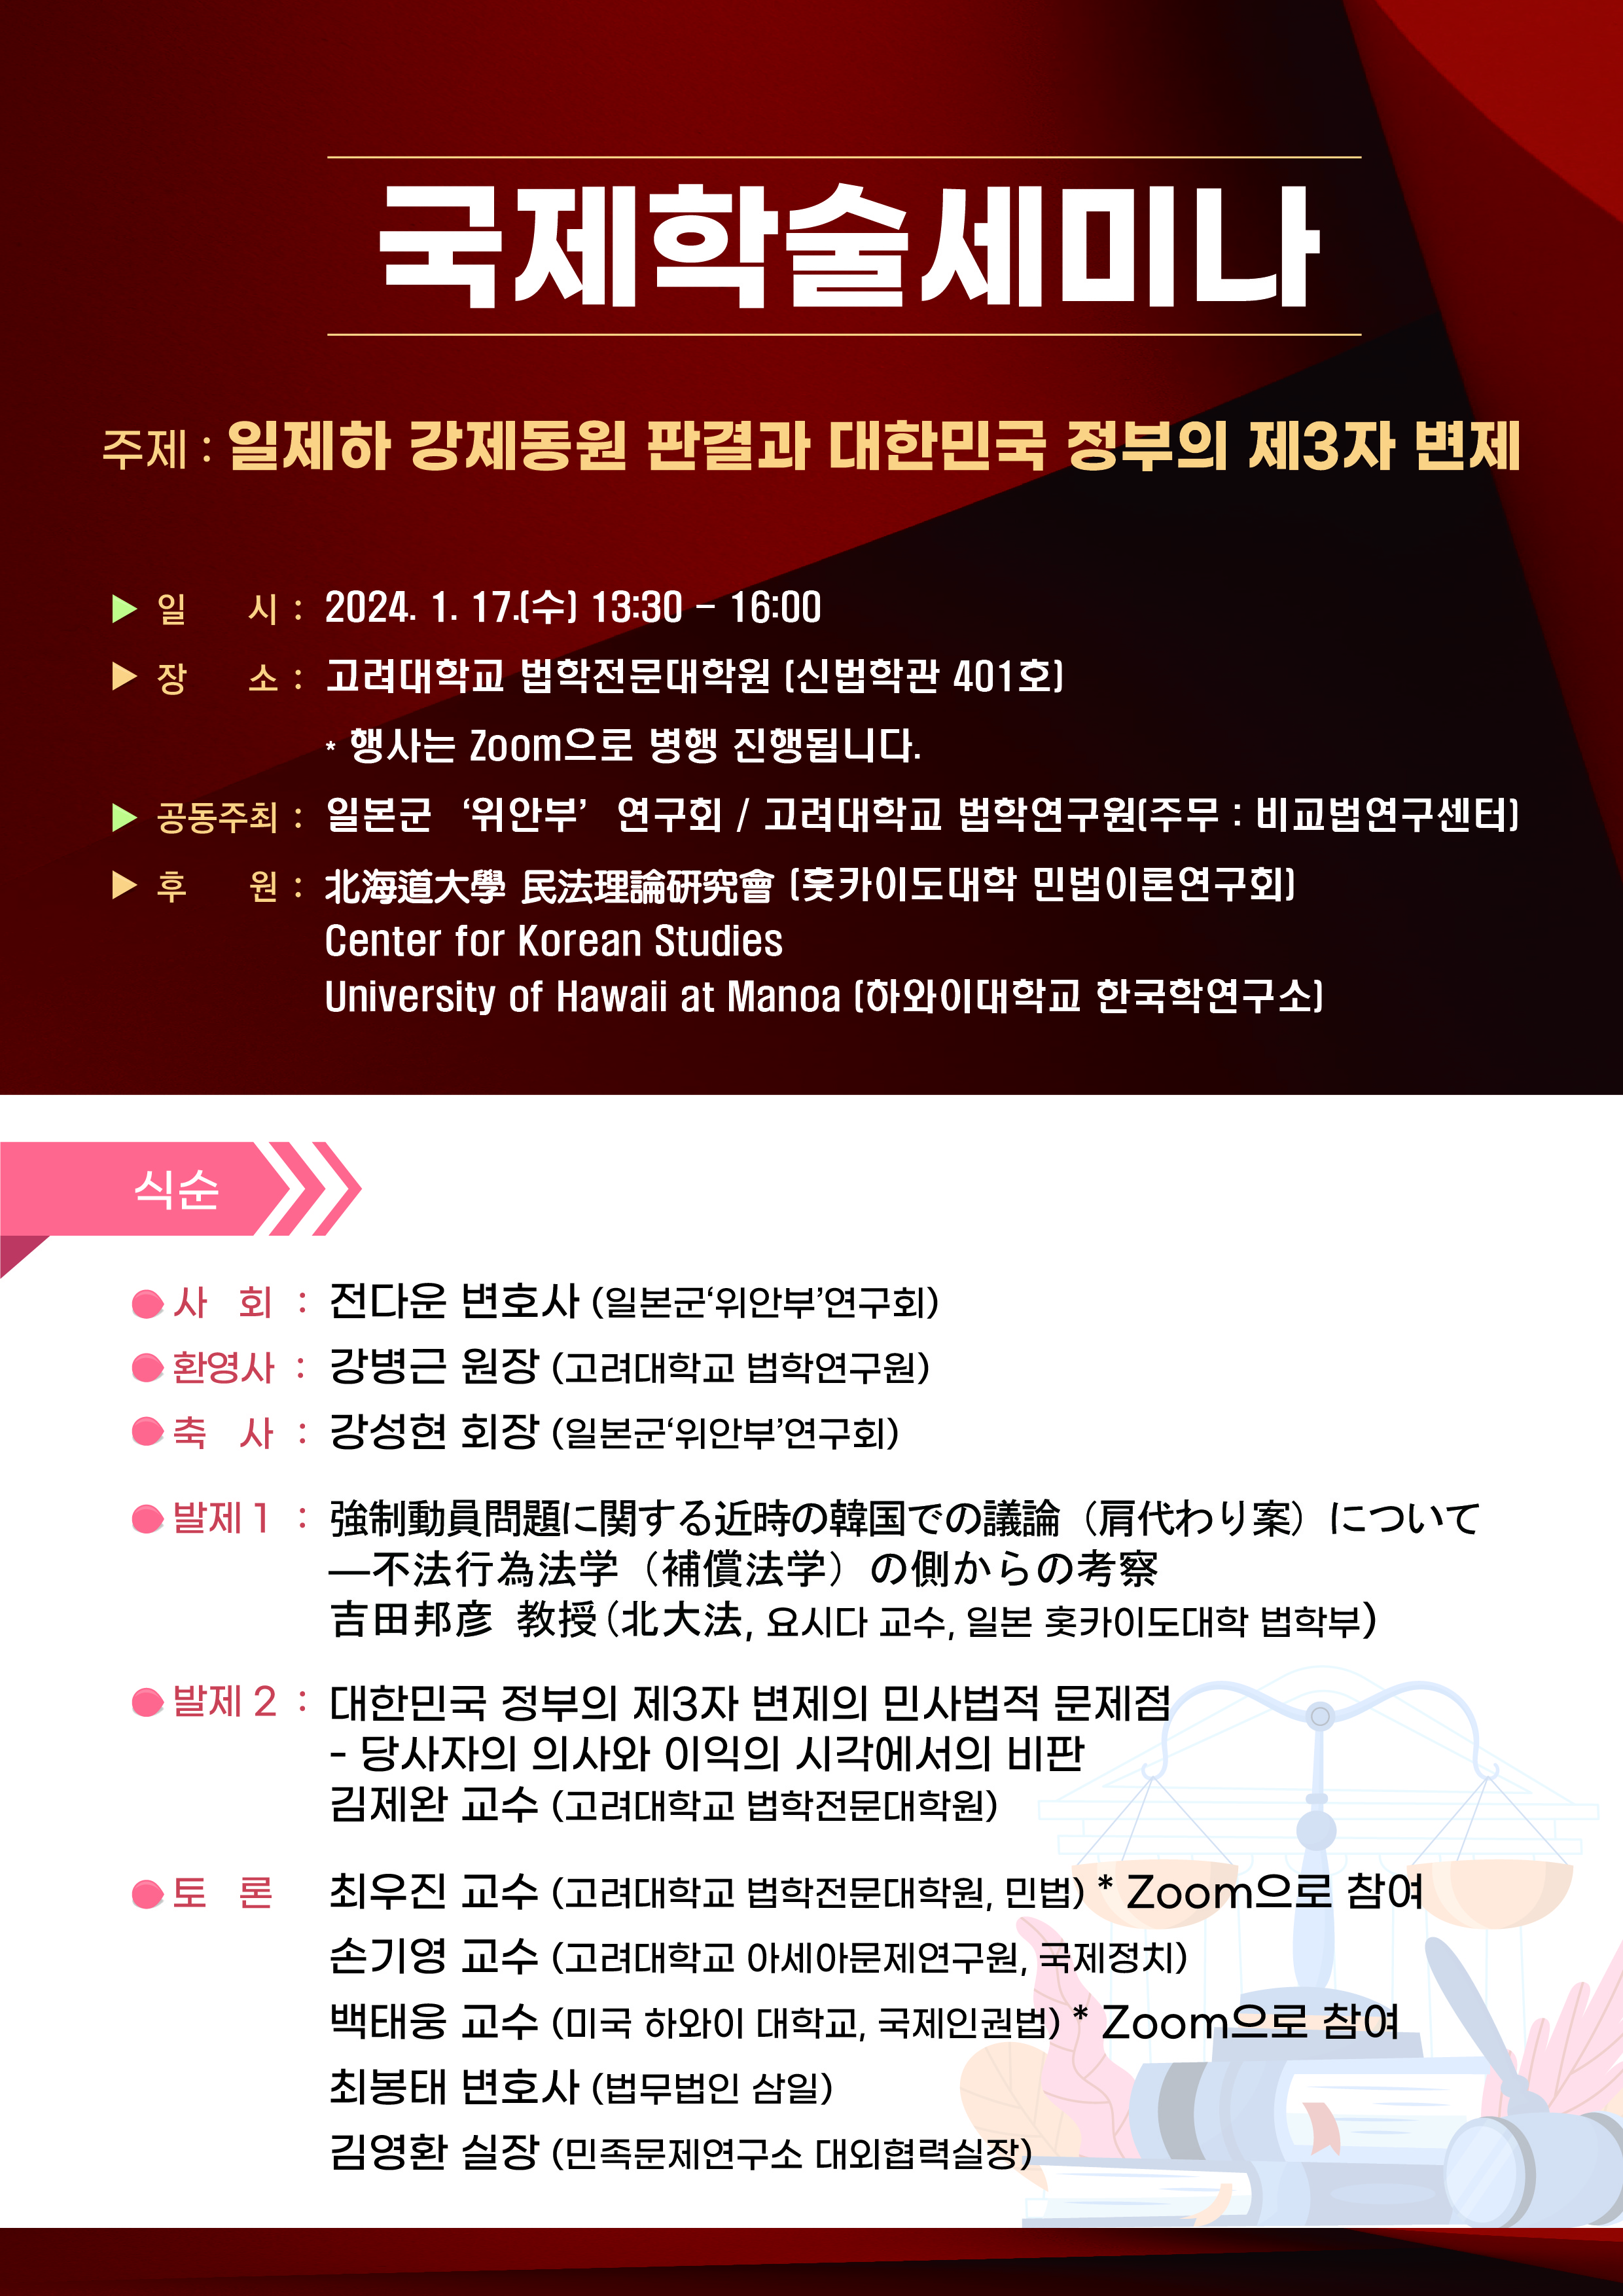 국제학술세미나
주제 : 일제하 강제동원 판결과 대한민국 정부의 제3자 변제
▶ 일 시 : 2024. 1. 17.(수) 13:30 - 16:00
▶ 장 소 : 고려대학교 법학전문대학원 (신법학관 401호)
* 행사는 Zoom으로 병행 진행됩니다.
▶ 공동주최 : 일본군 ‘위안부’ 연구회 / 고려대학교 법학연구원(주무 : 비교법연구센터)
▶ 후 원 : 北海道大學 民法理論研究會 (홋카이도대학 민법이론연구회)
Center for Korean Studies
University of Hawaii at Manoa (하와이대학교 한국학연구소)
식순
사 회 : 전다운 변호사 (일본군‘위안부’연구회)
환영사 : 강병근 원장 (고려대학교 법학연구원)
축 사 : 강성현 회장 (일본군‘위안부’연구회)
발제 1 : 強制動員問題に関する近時の韓国での議論（肩代わり案）について
―不法行為法学（補償法学）の側からの考察
吉田邦彦 教授(北大法, 요시다 교수, 일본 홋카이도대학 법학부)
발제 2 : 대한민국 정부의 제3자 변제의 민사법적 문제점
- 당사자의 의사와 이익의 시각에서의 비판
김제완 교수 (고려대학교 법학전문대학원)
토 론 최우진 교수 (고려대학교 법학전문대학원, 민법) * Zoom으로 참여
손기영 교수 (고려대학교 아세아문제연구원, 국제정치)
백태웅 교수 (미국 하와이 대학교, 국제인권법) * Zoom으로 참여
최봉태 변호사 (법무법인 삼일)
김영환 실장 (민족문제연구소 대외협력실장)